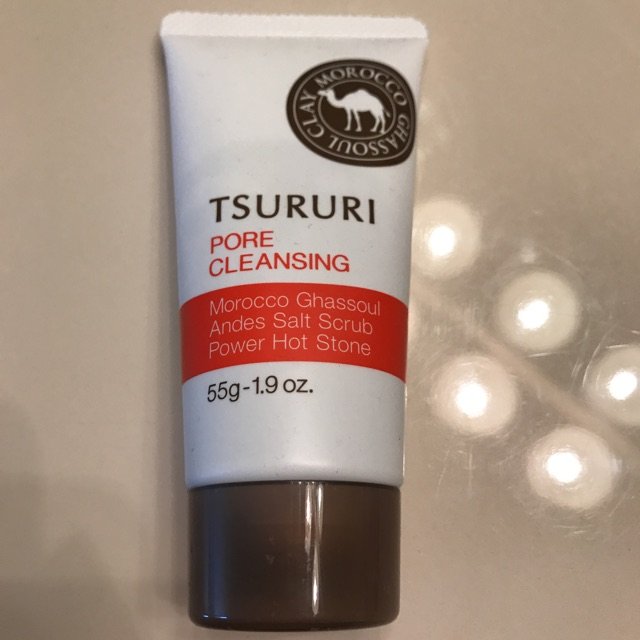 MOROCCO GHASSOUL CLAY
TSURURI
PORE
CLEANSING
Morocco Ghassoul
Andes Salt Scrub
Power Hot Stone
55g-1.9 oz.